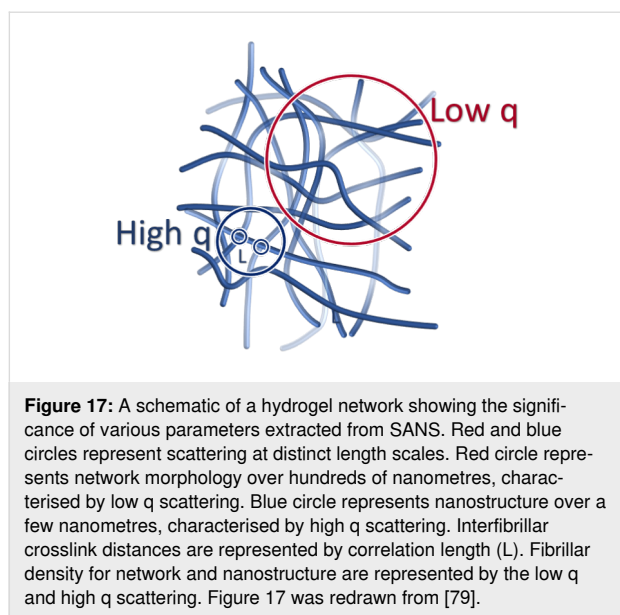 Low q
High q
L
L
Figure 17: A schematic of a hydrogel network showing the signifi-
cance of various parameters extracted from SANS. Red and blue
circles represent scattering at distinct length scales. Red circle repre-
sents network morphology over hundreds of nanometres, charac-
terised by low q scattering. Blue circle represents nanostructure over a
few nanometres, characterised by high q scattering. Interfibrillar
crosslink distances are represented by correlation length (L). Fibrillar
density for network and nanostructure are represented by the low q
and high q scattering. Figure 17 was redrawn from [79].